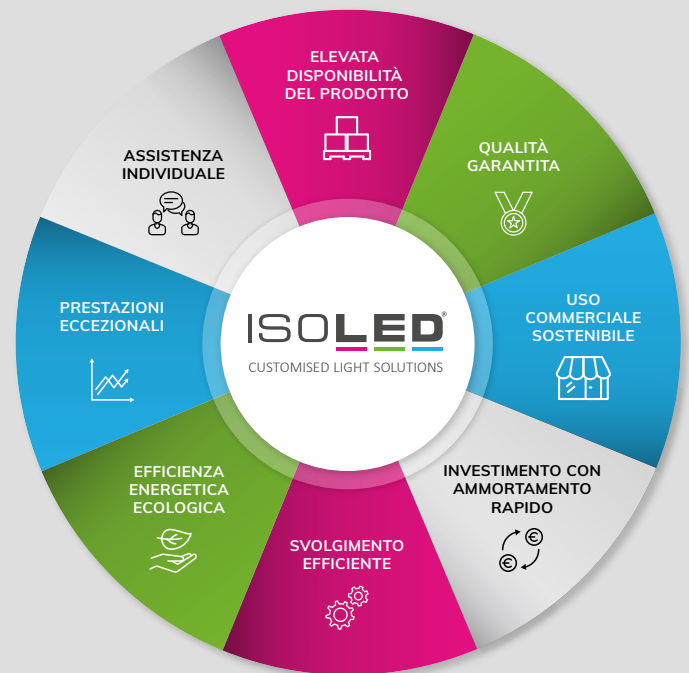 ELEVATA
DISPONIBILITÀ
DEL PRODOTTO
QUALITÀ
GARANTITA
USO
COMMERCIALE
SOSTENIBILE
INVESTIMENTO CON
AMMORTAMENTO
RAPIDO
SVOLGIMENTO
EFFICIENTE
EFFICIENZA
ENERGETICA
ECOLOGICA
PRESTAZIONI
ECCEZIONALI
ASSISTENZA
INDIVIDUALE
ISOLED®
CUSTOMISED LIGHT SOLUTIONS